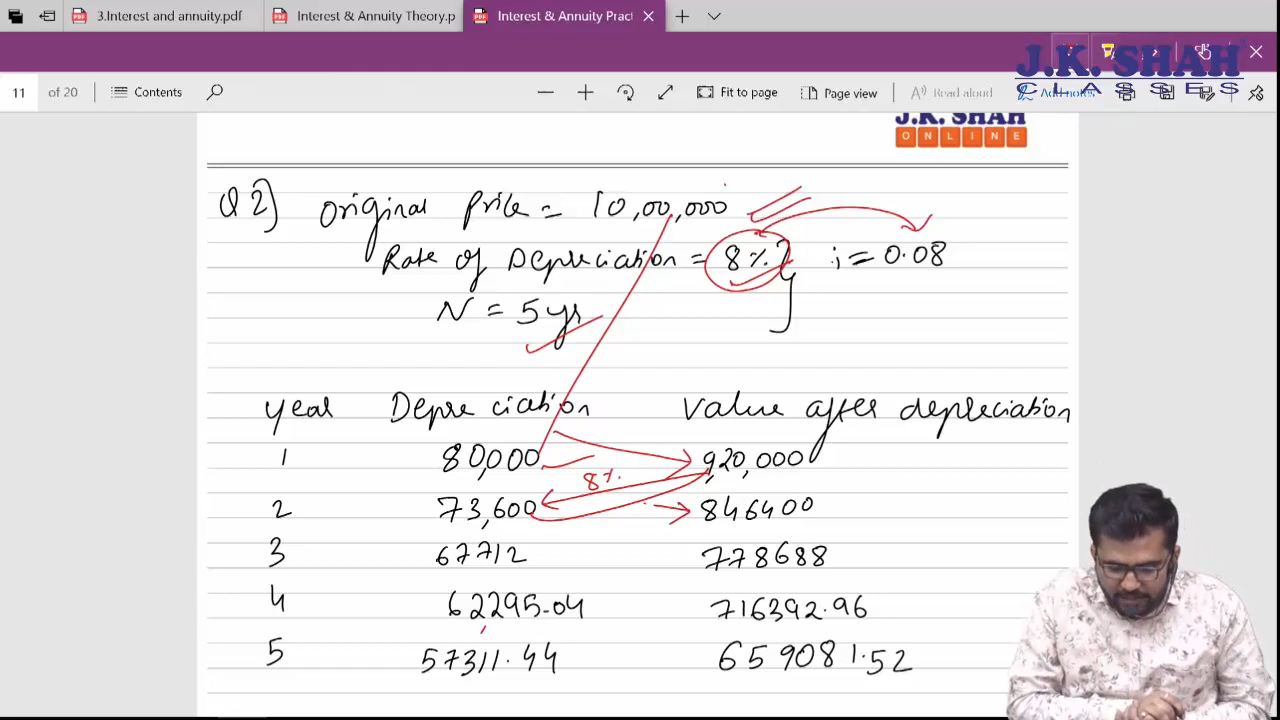 3.Interest and annuity.pdf
Interest & Annuity Theory.p
Interest & Annuity Pract
J.K. SHAH
CLASSES
11 of 20
Contents
Fit to page
Page view
Read aloud
Add notes
J.K. SHAH
ONLINE
Q2] Original Price = 10,00,000
Rate of Depreciation = 8%? i = 0.08
N = 5 yr
year Depreciation Value after depreciation
1 80,000 920,000
8%
2 73,600 846400
3 67712 778688
4 62295.04 716392.96
5 57311.44 659081.52